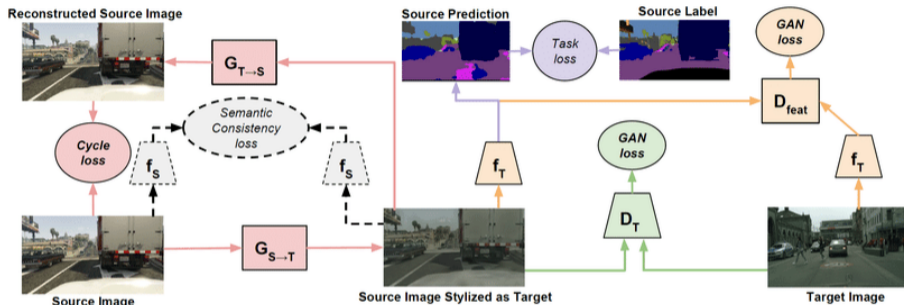 Reconstructed Source Image
Source Prediction
Source Label
GAN
loss
Task
loss
G T→S
D feat
Semantic
Consistency
loss
Cycle
loss
f S
f S
f T
GAN
loss
f T
G S→T
D T
Source Image
Source Image Stylized as Target
Target Image